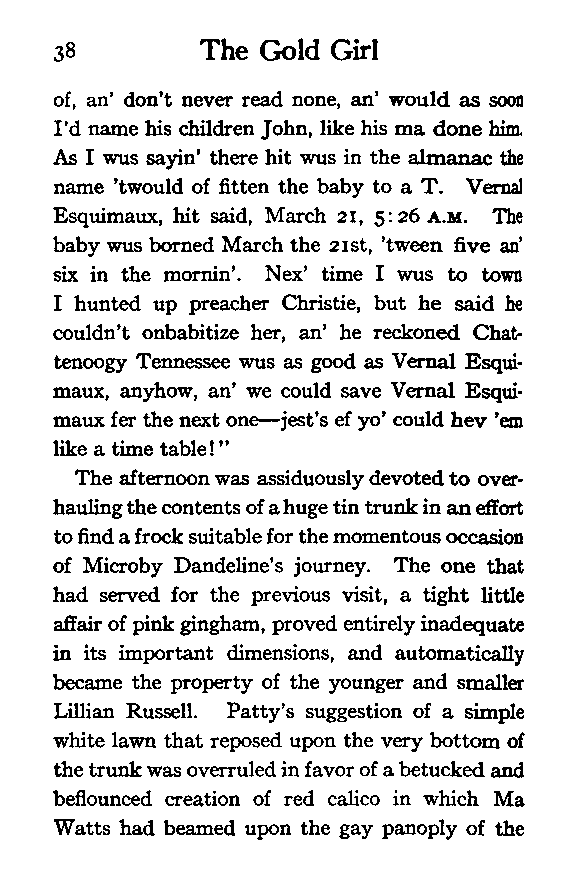 38 The Gold Girl
of, an' don't never read none, an' would as soon
I'd name his children John, like his ma done him.
As I wus sayin' there hit wus in the almanac the
name 'twould of fitten the baby to a T. Vernal
Esquimaux, hit said, March 21, 5:26 A.M. The
baby wus borned March the 21st, 'tween five an'
six in the mornin'. Nex' time I wus to town
I hunted up preacher Christie, but he said he
couldn't onbabitize her, an' he reckoned Chat-
tenoogy Tennessee wus as good as Vernal Esqui-
maux, anyhow, an' we could save Vernal Esqui-
maux fer the next one—jest's ef yo' could hev 'em
like a time table!"
The afternoon was assiduously devoted to over-
hauling the contents of a huge tin trunk in an effort
to find a frock suitable for the momentous occasion
of Microby Dandeline's journey. The one that
had served for the previous visit, a tight little
affair of pink gingham, proved entirely inadequate
in its important dimensions, and automatically
became the property of the younger and smaller
Lillian Russell. Patty's suggestion of a simple
white lawn that reposed upon the very bottom of
the trunk was overruled in favor of a betucked and
beflounced creation of red calico in which Ma
Watts had beamed upon the gay panoply of the